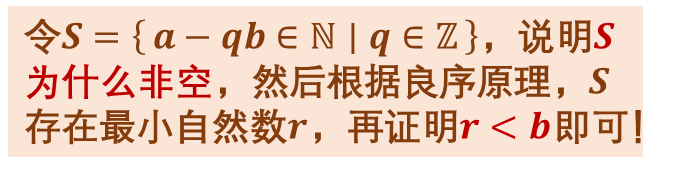 令S = { a − qb ∈ ℕ | q ∈ ℤ }，说明S
为什么非空，然后根据良序原理，S
存在最小自然数r，再证明r < b即可！